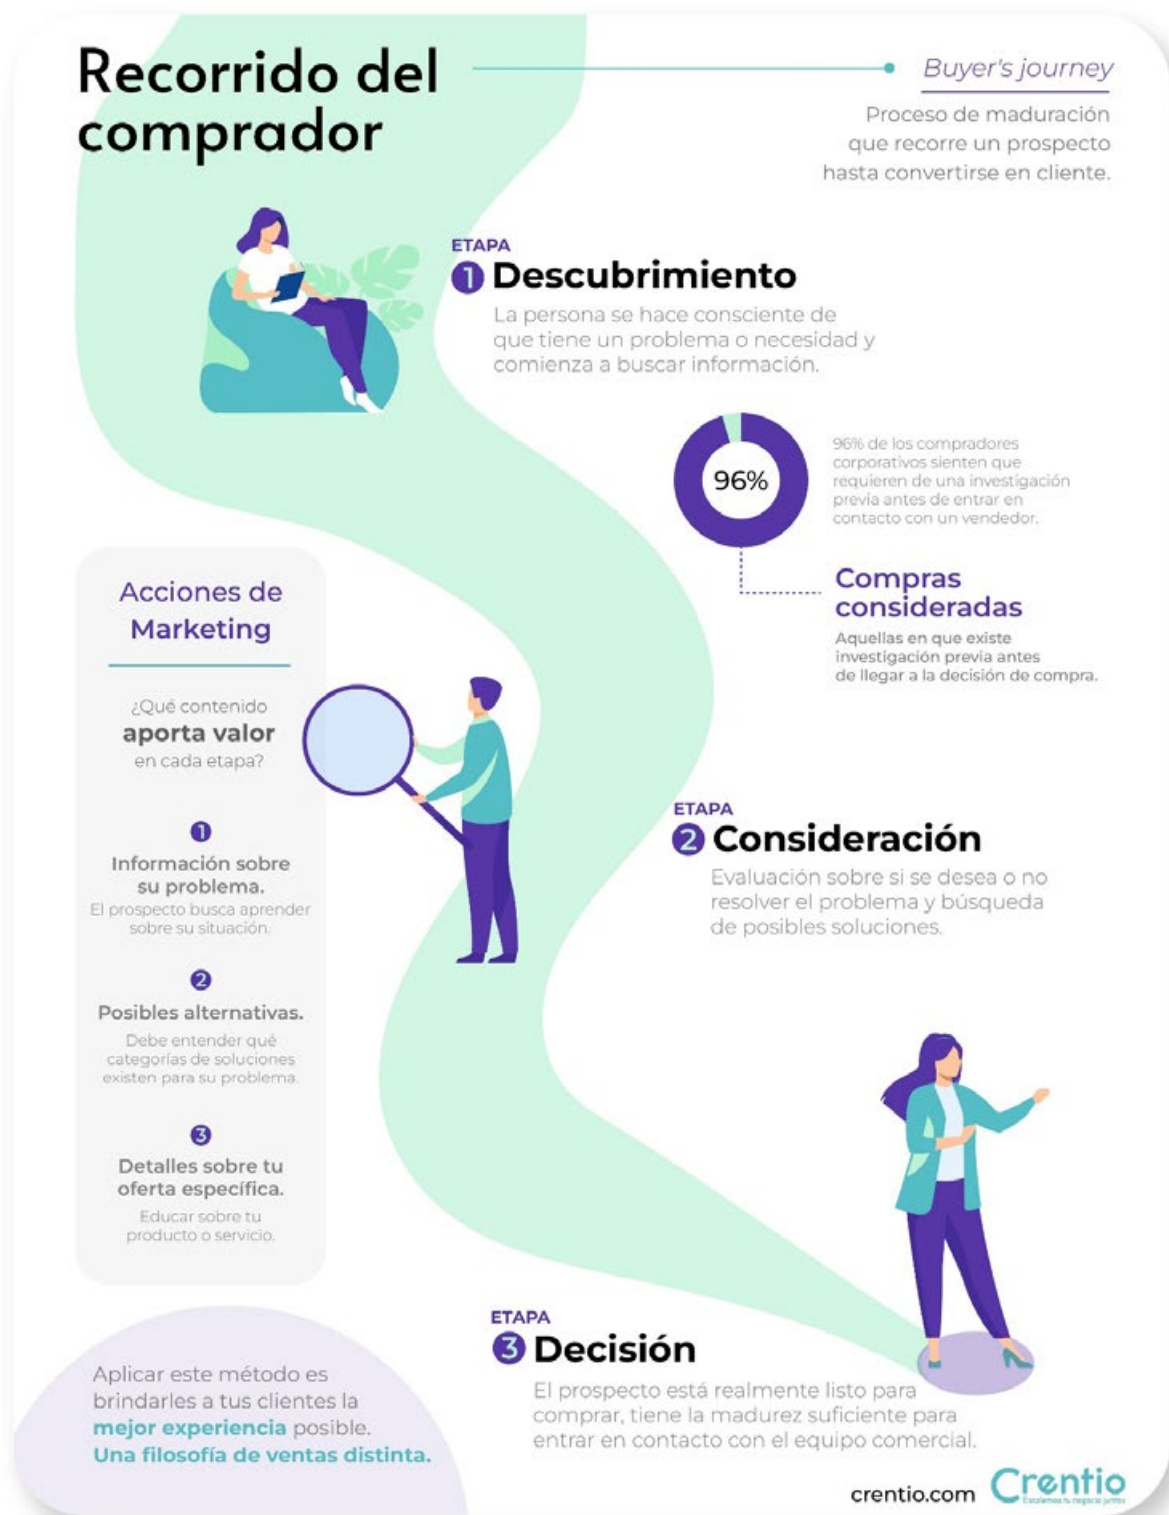 Recorrido del
comprador
Buyer's journey
Proceso de maduración
que recorre un prospecto
hasta convertirse en cliente.
ETAPA
1 Descubrimiento
La persona se hace consciente de
que tiene un problema o necesidad y
comienza a buscar información.
96%
96% de los compradores
corporativos sienten que
requieren de una investigación
previa antes de entrar en
contacto con un vendedor.
Compras
consideradas
Aquellas en que existe
investigación previa antes
de llegar a la decisión de compra.
Acciones de
Marketing
¿Qué contenido
aporta valor
en cada etapa?
1
Información sobre
su problema.
El prospecto busca aprender
sobre su situación.
2
Posibles alternativas.
Debe entender qué
categorías de soluciones
existen para su problema.
3
Detalles sobre tu
oferta específica.
Educar sobre tu
producto o servicio.
ETAPA
2 Consideración
Evaluación sobre si se desea o no
resolver el problema y búsqueda
de posibles soluciones.
ETAPA
3 Decisión
El prospecto está realmente listo para
comprar, tiene la madurez suficiente para
entrar en contacto con el equipo comercial.
Aplicar este método es
brindarles a tus clientes la
mejor experiencia posible.
Una filosofía de ventas distinta.
crentio.com
Crentio
Escalemos tu negocio juntos